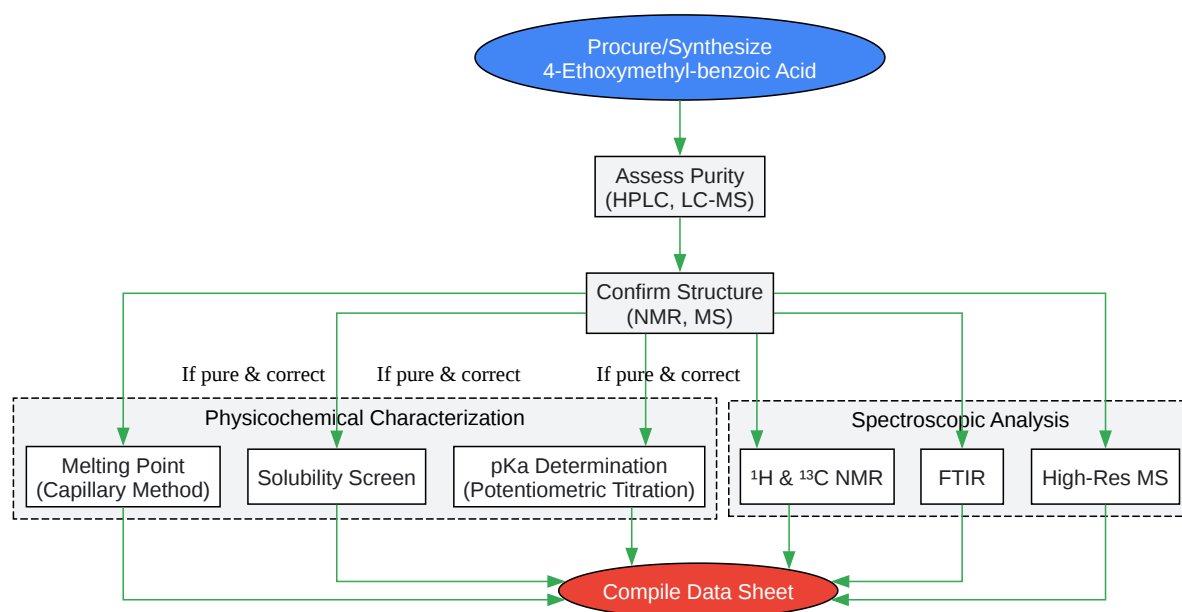 Procure/Synthesize
4-Ethoxymethyl-benzoic Acid
Assess Purity
(HPLC, LC-MS)
Confirm Structure
(NMR, MS)
If pure & correct
If pure & correct
If pure & correct
Physicochemical Characterization
Spectroscopic Analysis
Melting Point
(Capillary Method)
Solubility Screen
pKa Determination
(Potentiometric Titration)
¹H & ¹³C NMR
FTIR
High-Res MS
Compile Data Sheet